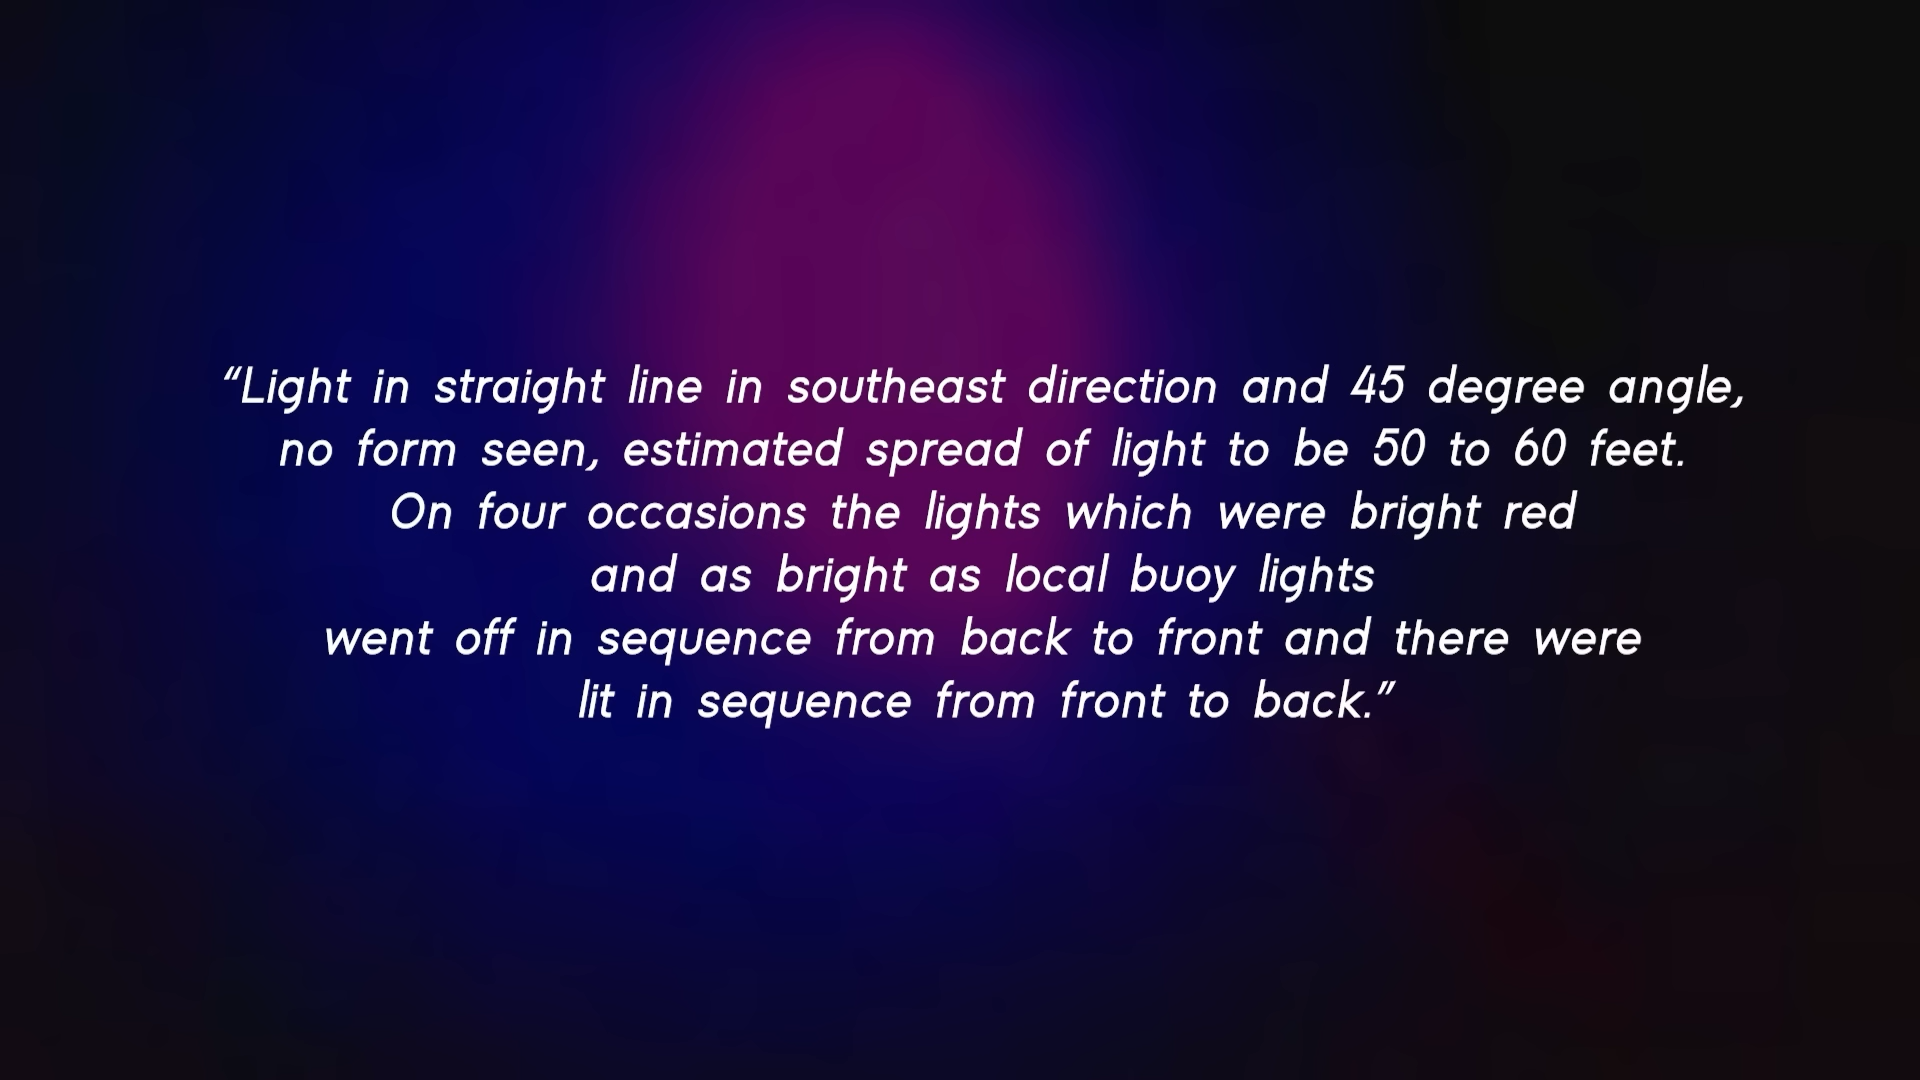 “Light in straight line in southeast direction and 45 degree angle,
no form seen, estimated spread of light to be 50 to 60 feet.
On four occasions the lights which were bright red
and as bright as local buoy lights
went off in sequence from back to front and there were
lit in sequence from front to back.”